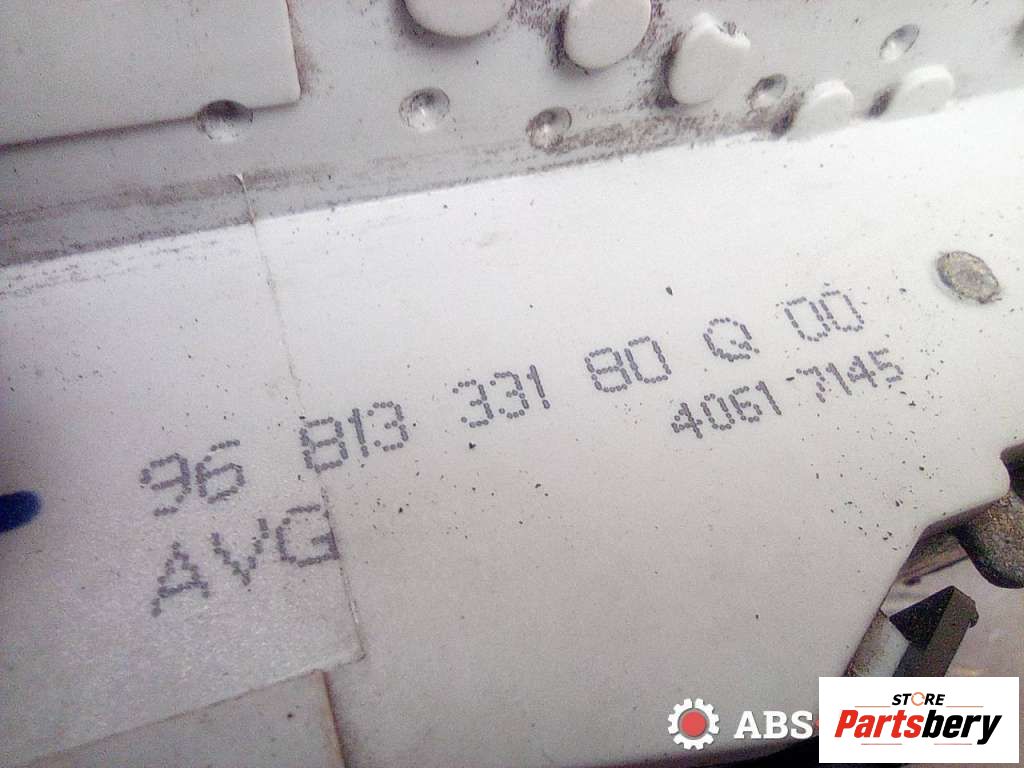 96 813 331 80 Q 00
4061 7145
AVG
ABS
STORE
Partsbery